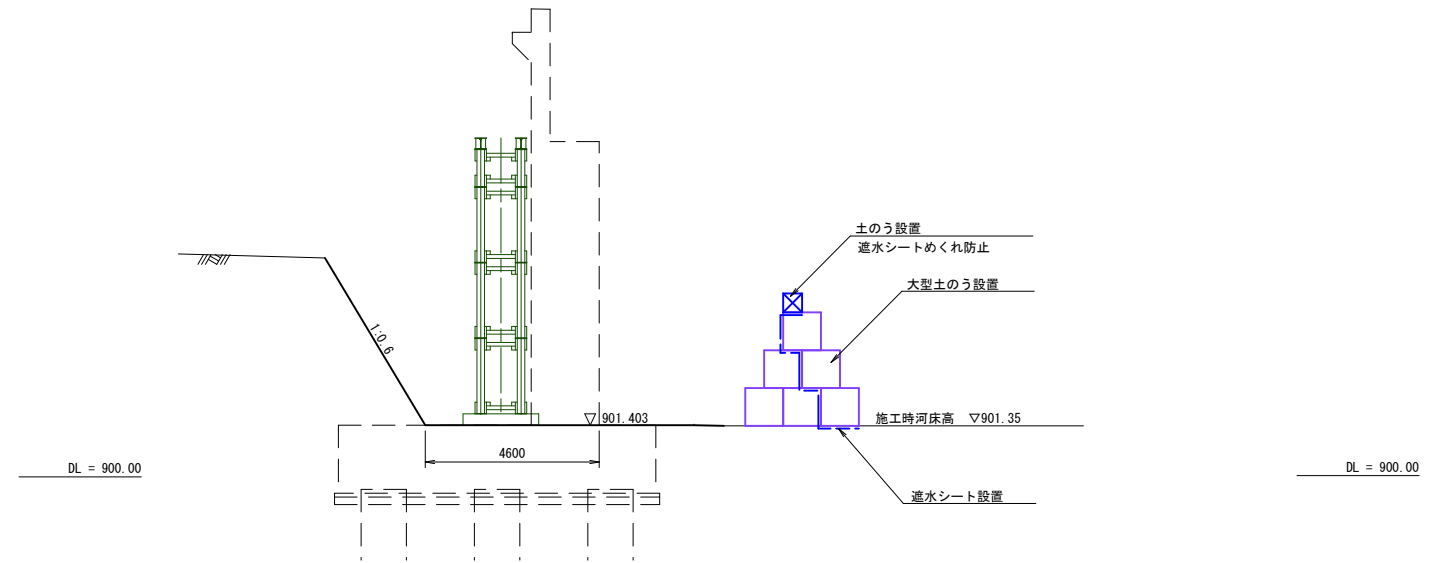 土のう設置
遮水シートめくれ防止
大型土のう設置
1:0.6
▽ 901.403
施工時河床高 ▽901.35
4600
DL = 900.00
DL = 900.00
遮水シート設置